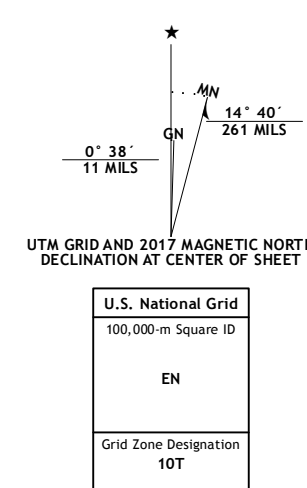 ★
MN
14° 40´
261 MILS
GN
0° 38´
11 MILS
UTM GRID AND 2017 MAGNETIC NORTH
DECLINATION AT CENTER OF SHEET
U.S. National Grid
100,000-m Square ID
EN
Grid Zone Designation
10T